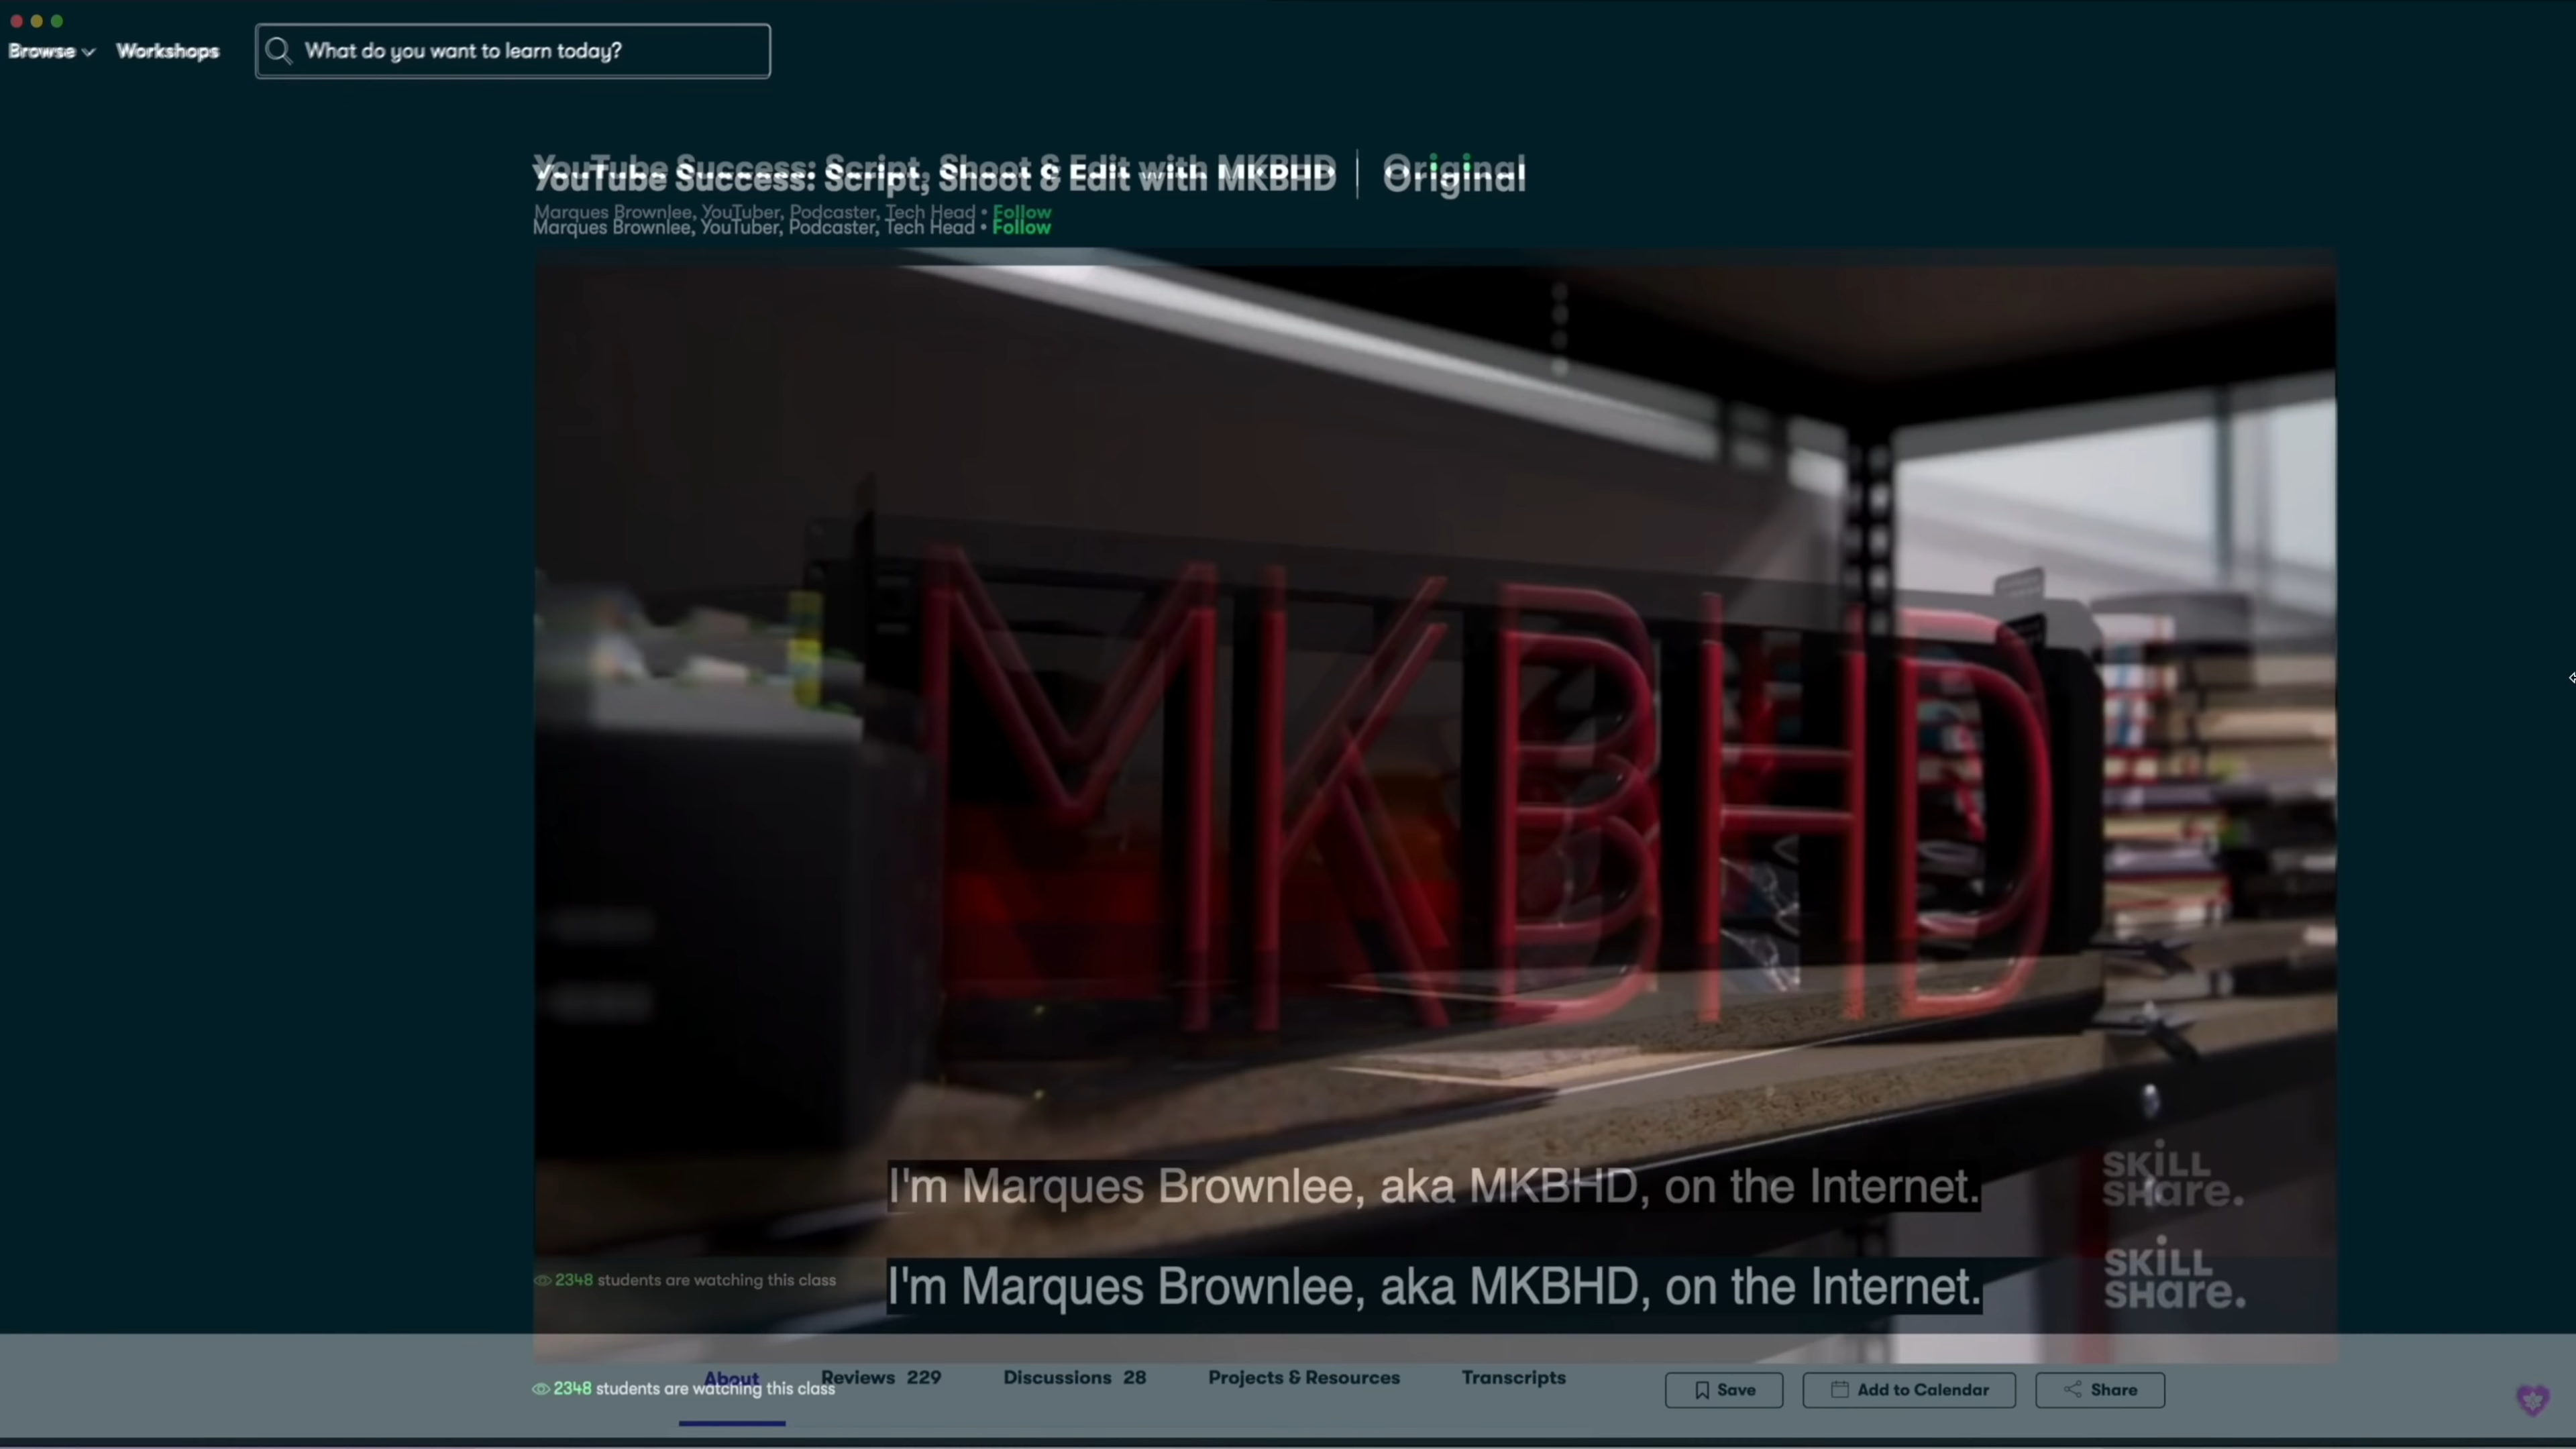 Browse Workshops What do you want to learn today?
YouTube Success: Script, Shoot & Edit with MKBHD | Original
Marques Brownlee, YouTuber, Podcaster, Tech Head • Follow
Marques Brownlee, YouTuber, Podcaster, Tech Head • Follow
MKBHD
I'm Marques Brownlee, aka MKBHD, on the Internet.
SKILL
SHare.
2348 students are watching this class
I'm Marques Brownlee, aka MKBHD, on the Internet.
SKILL
SHare.
About Reviews 229 Discussions 28 Projects & Resources Transcripts
2348 students are watching this class
Save Add to Calendar Share